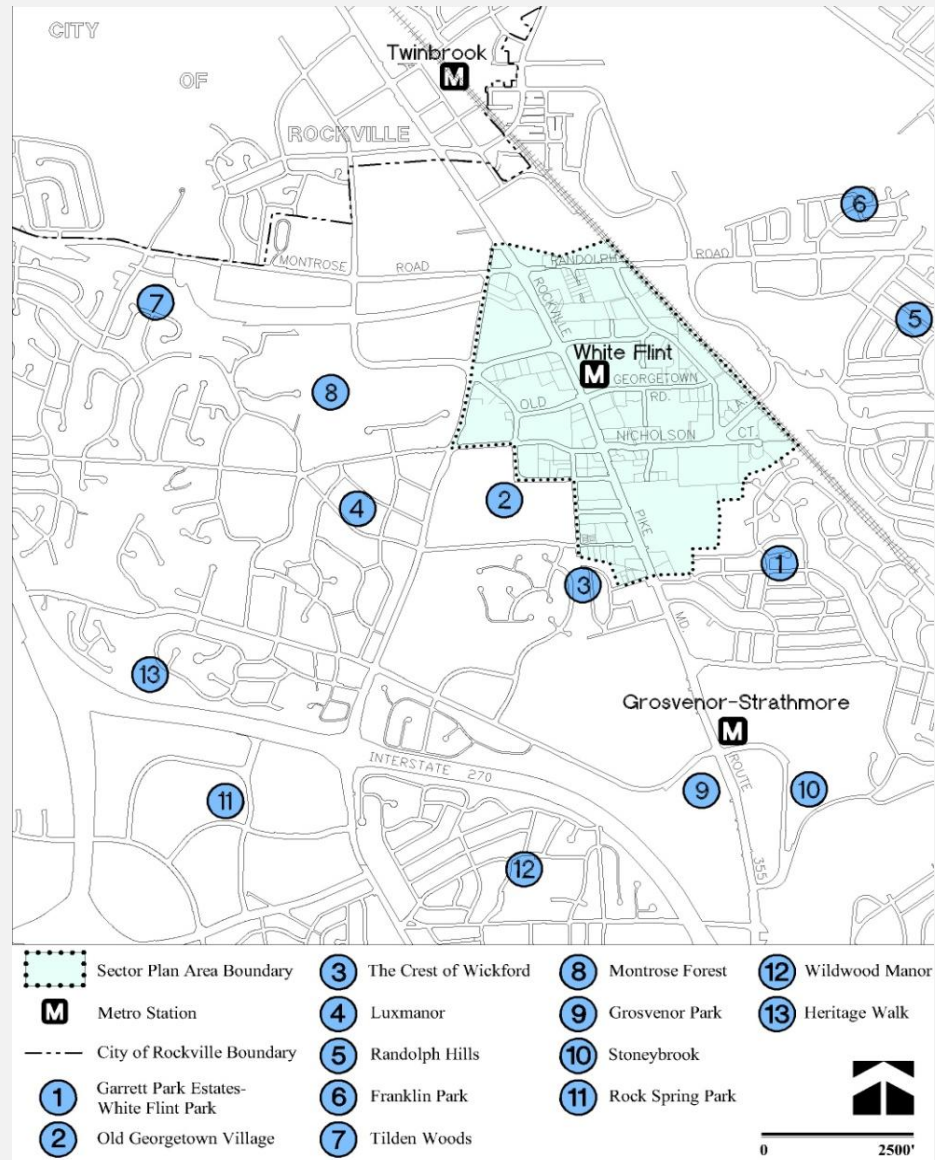 CITY
OF
ROCKVILLE
Twinbrook
M
6
MONTROSE ROAD
RANDOLPH ROAD
7
5
ROCKVILLE
White Flint
M
GEORGETOWN
RD.
8
OLD
LA.
NICHOLSON CT.
2
4
PIKE
1
3
MD
13
Grosvenor-Strathmore
M
INTERSTATE 270
ROUTE
11
9
10
12
355
Sector Plan Area Boundary
M Metro Station
City of Rockville Boundary
1 Garrett Park Estates-
White Flint Park
2 Old Georgetown Village
3 The Crest of Wickford
4 Luxmanor
5 Randolph Hills
6 Franklin Park
7 Tilden Woods
8 Montrose Forest
9 Grosvenor Park
10 Stoneybrook
11 Rock Spring Park
12 Wildwood Manor
13 Heritage Walk
0 2500'